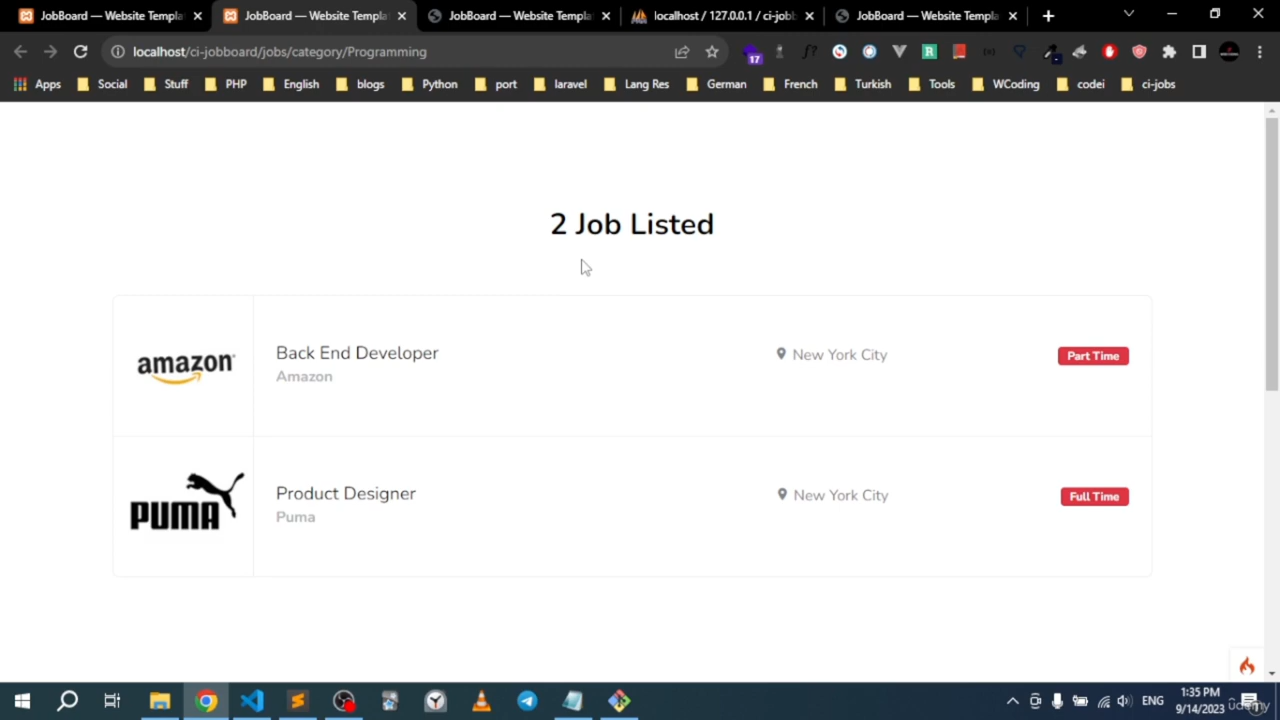 JobBoard — Website Templa
JobBoard — Website Templa
JobBoard — Website Templa
localhost / 127.0.0.1 / ci-jobb
JobBoard — Website Templa
localhost/ci-jobboard/jobs/category/Programming
17
Apps
Social
Stuff
PHP
English
blogs
Python
port
laravel
Lang Res
German
French
Turkish
Tools
WCoding
codei
ci-jobs
2 Job Listed
amazon
Back End Developer
Amazon
New York City
Part Time
PUMA
Product Designer
Puma
New York City
Full Time
ENG
1:35 PM
9/14/2023
udemy